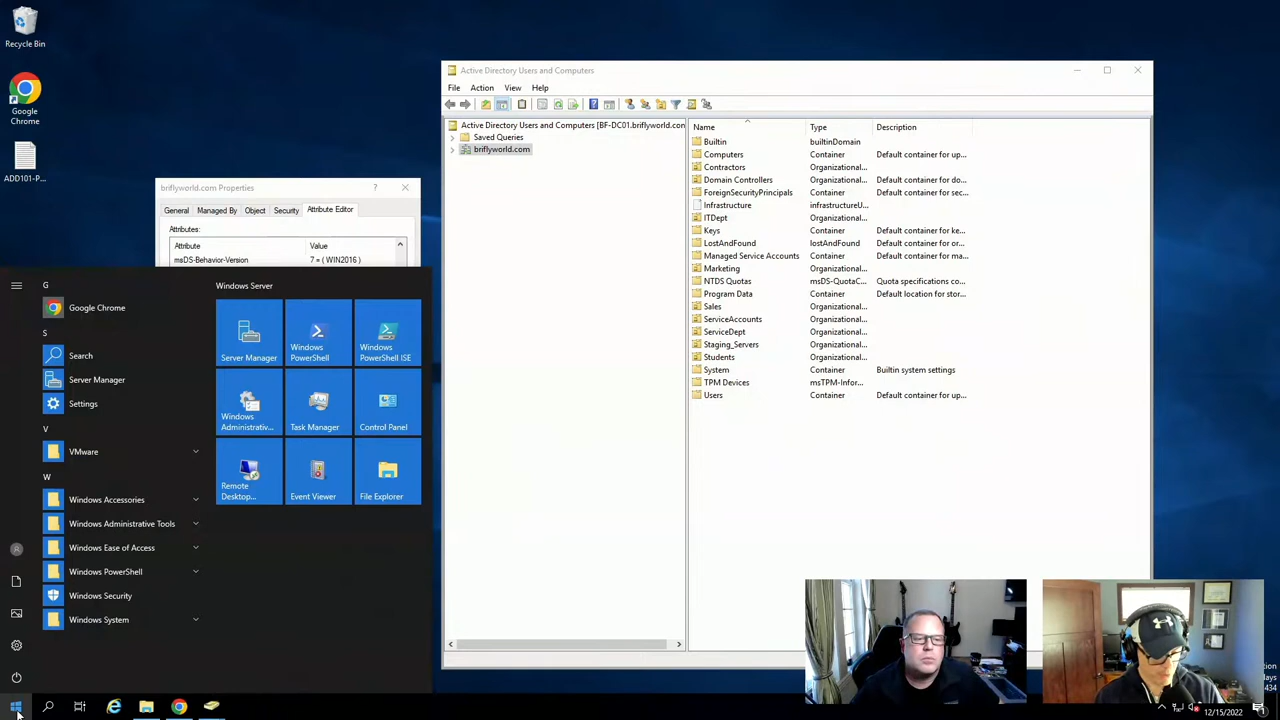 Recycle Bin
Google
Chrome
ADD101-P...
Active Directory Users and Computers
File Action View Help
Active Directory Users and Computers [BF-DC01.briflyworld.com
Saved Queries
briflyworld.com
Name Type Description
Builtin builtinDomain
Computers Container Default container for up...
Contractors Organizational...
Domain Controllers Organizational... Default container for do...
ForeignSecurityPrincipals Container Default container for sec...
Infrastructure infrastructureU...
ITDept Organizational...
Keys Container Default container for ke...
LostAndFound lostAndFound Default container for or...
Managed Service Accounts Container Default container for ma...
Marketing Organizational...
NTDS Quotas msDS-QuotaC... Quota specifications co...
Program Data Container Default location for stor...
Sales Organizational...
ServiceAccounts Organizational...
ServiceDept Organizational...
Staging_Servers Organizational...
Students Organizational...
System Container Builtin system settings
TPM Devices msTPM-Infor...
Users Container Default container for up...
briflyworld.com Properties ?
General Managed By Object Security Attribute Editor
Attributes:
Attribute Value
msDS-Behavior-Version 7 = ( WIN2016 )
G
Google Chrome
S
Search
Server Manager
Settings
V
VMware
W
Windows Accessories
Windows Administrative Tools
Windows Ease of Access
Windows PowerShell
Windows Security
Windows System
Windows Server
Server Manager
Windows
PowerShell
Windows
PowerShell ISE
Windows
Administrativ...
Task Manager
Control Panel
Remote
Desktop...
Event Viewer
File Explorer
12/15/2022